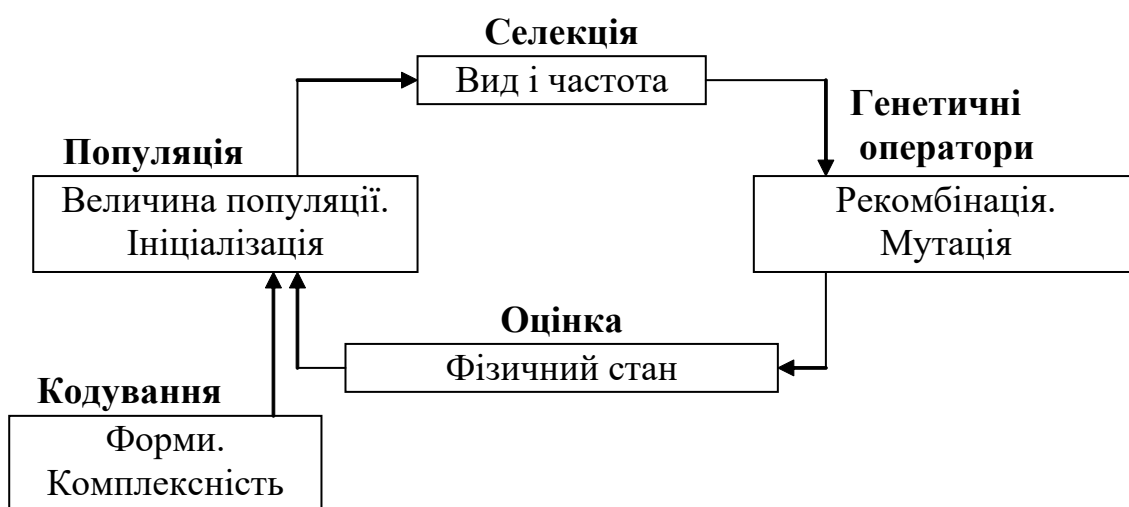 Селекція
Вид і частота
Генетичні
оператори
Популяція
Величина популяції.
Ініціалізація
Рекомбінація.
Мутація
Оцінка
Фізичний стан
Кодування
Форми.
Комплексність